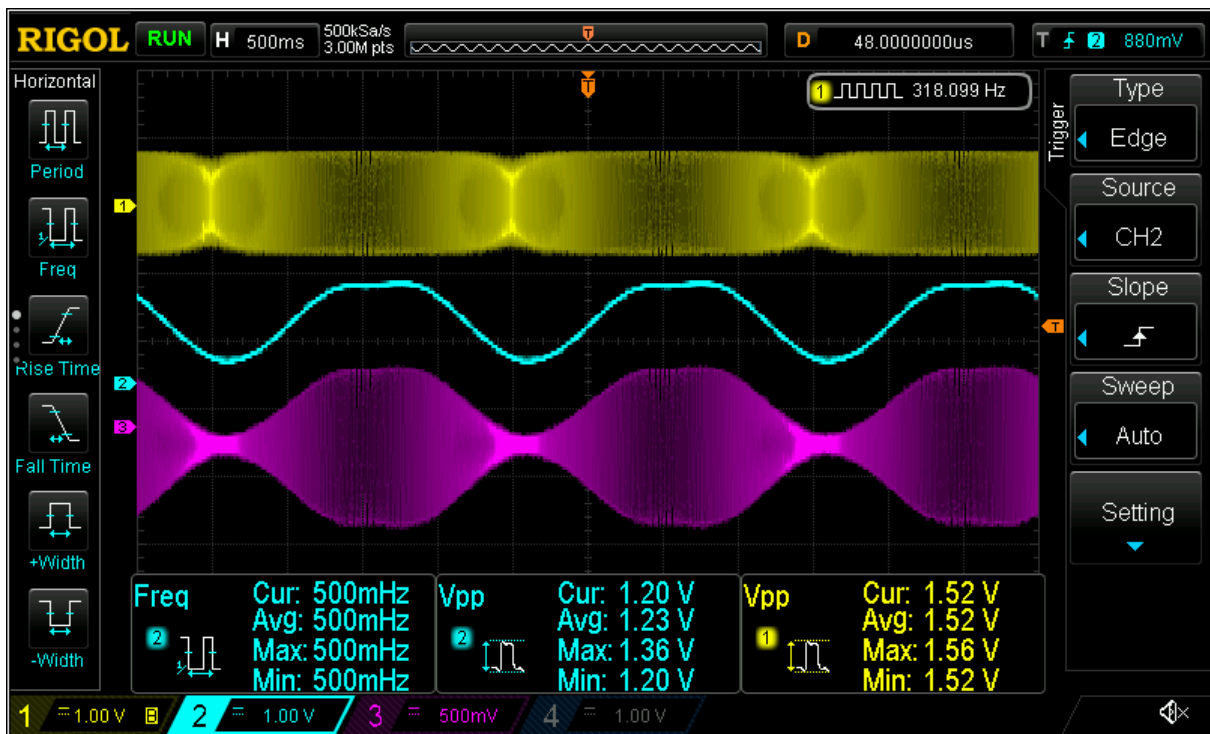 RIGOL RUN H 500ms 500kSa/s 3.00M pts T D 48.0000000us T 2 880mV
Horizontal
Period
Freq
Rise Time
Fall Time
+Width
-Width
T
1 318.099 Hz
1
2
3
T
Trigger
Type
Edge
Source
CH2
Slope
Sweep
Auto
Setting
Freq
2
Cur: 500mHz
Avg: 500mHz
Max: 500mHz
Min: 500mHz
Vpp
2
Cur: 1.20 V
Avg: 1.23 V
Max: 1.36 V
Min: 1.20 V
Vpp
1
Cur: 1.52 V
Avg: 1.52 V
Max: 1.56 V
Min: 1.52 V
1 1.00 V B 2 1.00 V 3 500mV 4 1.00 V